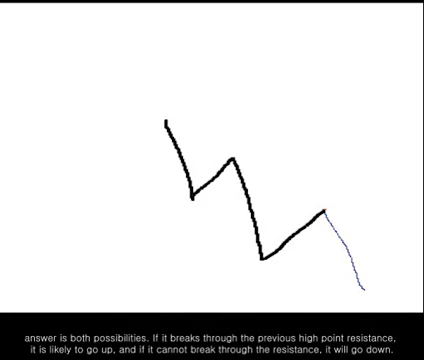 answer is both possibilities. If it breaks through the previous high point resistance,
it is likely to go up, and if it cannot break through the resistance, it will go down.